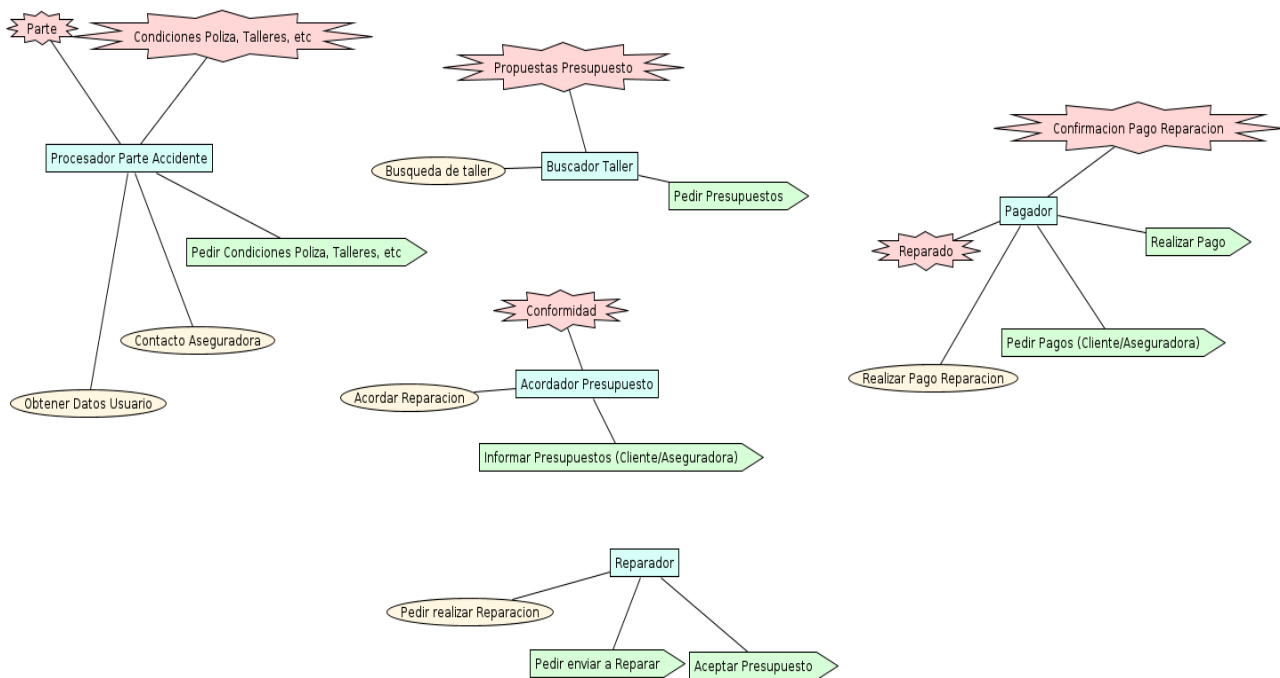 Parte
Condiciones Poliza, Talleres, etc
Procesador Parte Accidente
Pedir Condiciones Poliza, Talleres, etc
Contacto Aseguradora
Obtener Datos Usuario
Propuestas Presupuesto
Busqueda de taller
Buscador Taller
Pedir Presupuestos
Conformidad
Acordador Presupuesto
Acordar Reparacion
Informar Presupuestos (Cliente/Aseguradora)
Confirmacion Pago Reparacion
Pagador
Reparado
Realizar Pago
Pedir Pagos (Cliente/Aseguradora)
Realizar Pago Reparacion
Reparador
Pedir realizar Reparacion
Pedir enviar a Reparar
Aceptar Presupuesto